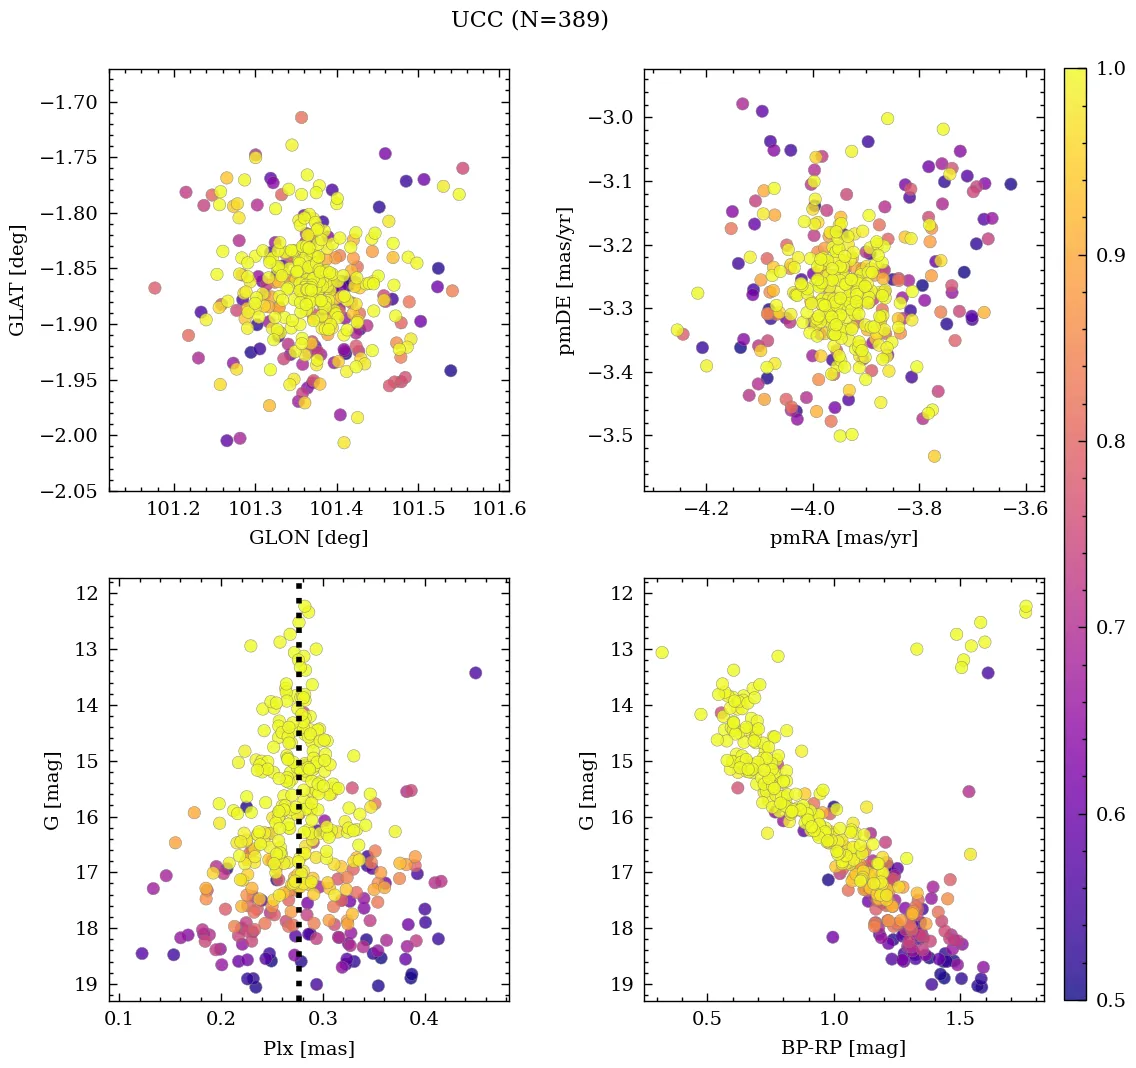 UCC (N=389)
−1.70
−1.75
−1.80
−1.85
−1.90
−1.95
−2.00
−2.05
GLAT [deg]
101.2 101.3 101.4 101.5 101.6
GLON [deg]
−3.0
−3.1
−3.2
−3.3
−3.4
−3.5
pmDE [mas/yr]
−4.2 −4.0 −3.8 −3.6
pmRA [mas/yr]
1.0
0.9
0.8
0.7
0.6
0.5
12
13
14
15
16
17
18
19
G [mag]
0.1 0.2 0.3 0.4
Plx [mas]
12
13
14
15
16
17
18
19
G [mag]
0.5 1.0 1.5
BP-RP [mag]